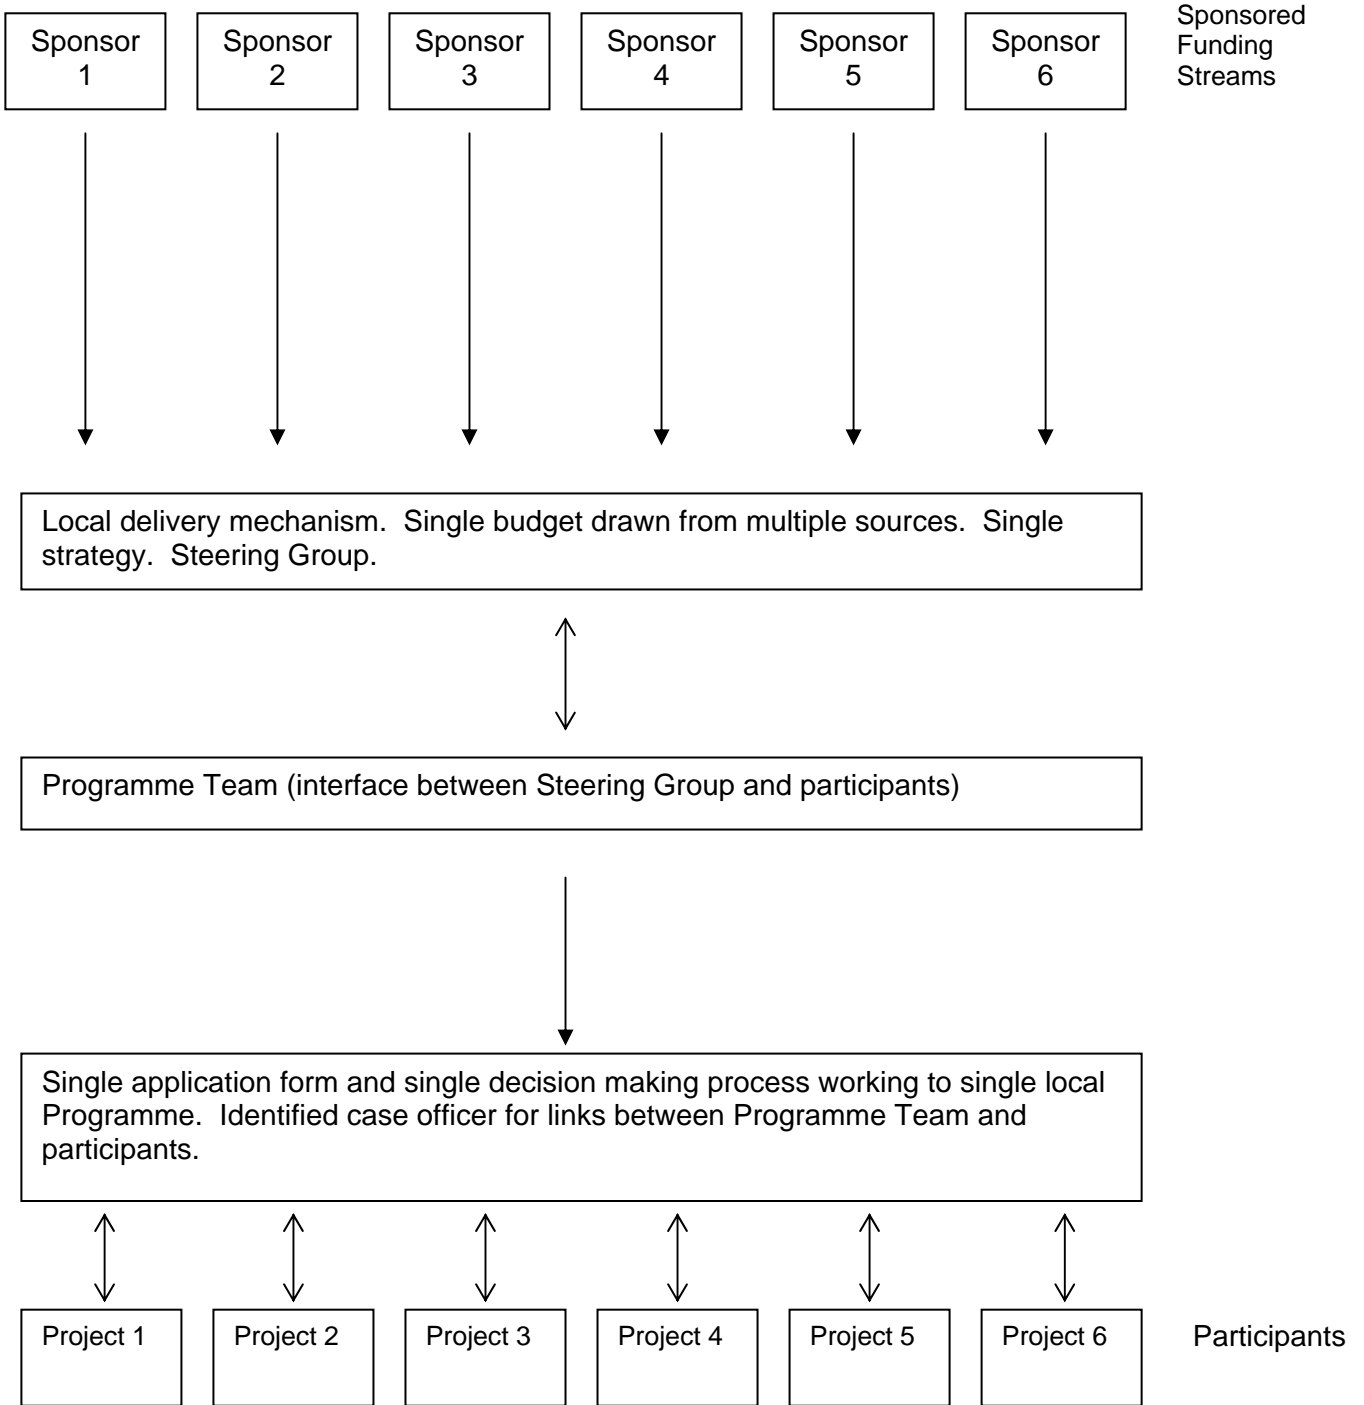 Sponsored
Funding
Streams
Sponsor
1
Sponsor
2
Sponsor
3
Sponsor
4
Sponsor
5
Sponsor
6
Local delivery mechanism.  Single budget drawn from multiple sources.  Single
strategy.  Steering Group.
Programme Team (interface between Steering Group and participants)
Single application form and single decision making process working to single local
Programme.  Identified case officer for links between Programme Team and
participants.
Project 1
Project 2
Project 3
Project 4
Project 5
Project 6
Participants